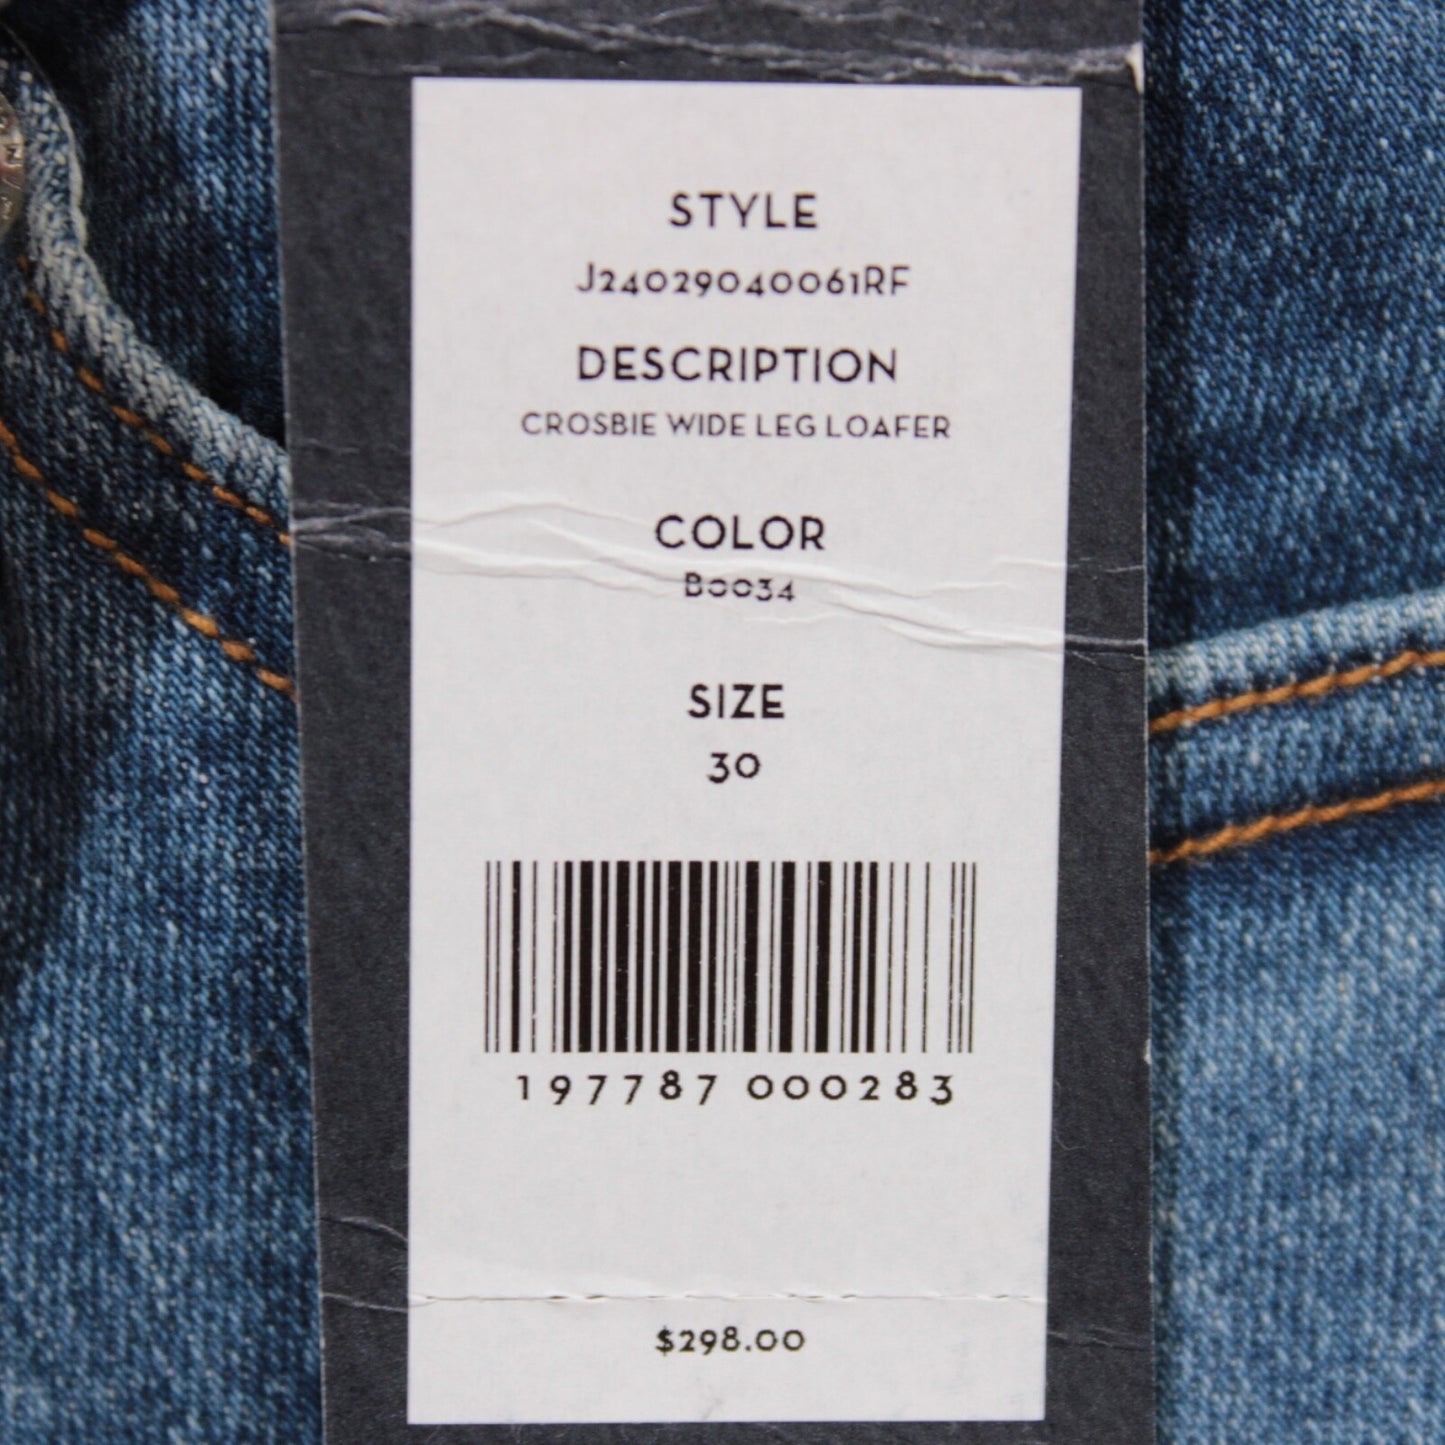 STYLE
J24029040061RF
DESCRIPTION
CROSBIE WIDE LEG LOAFER
COLOR
B0034
SIZE
30
197787 000283
$298.00